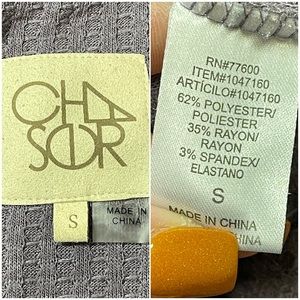 CHA
SER
S
MADE IN
CHINA
RN#77600
ITEM#1047160
ARTÍCILO#1047160
62% POLYESTER/
POLIESTER
35% RAYON/
RAYON
3% SPANDEX/
ELASTANO
S
MADE IN CHINA